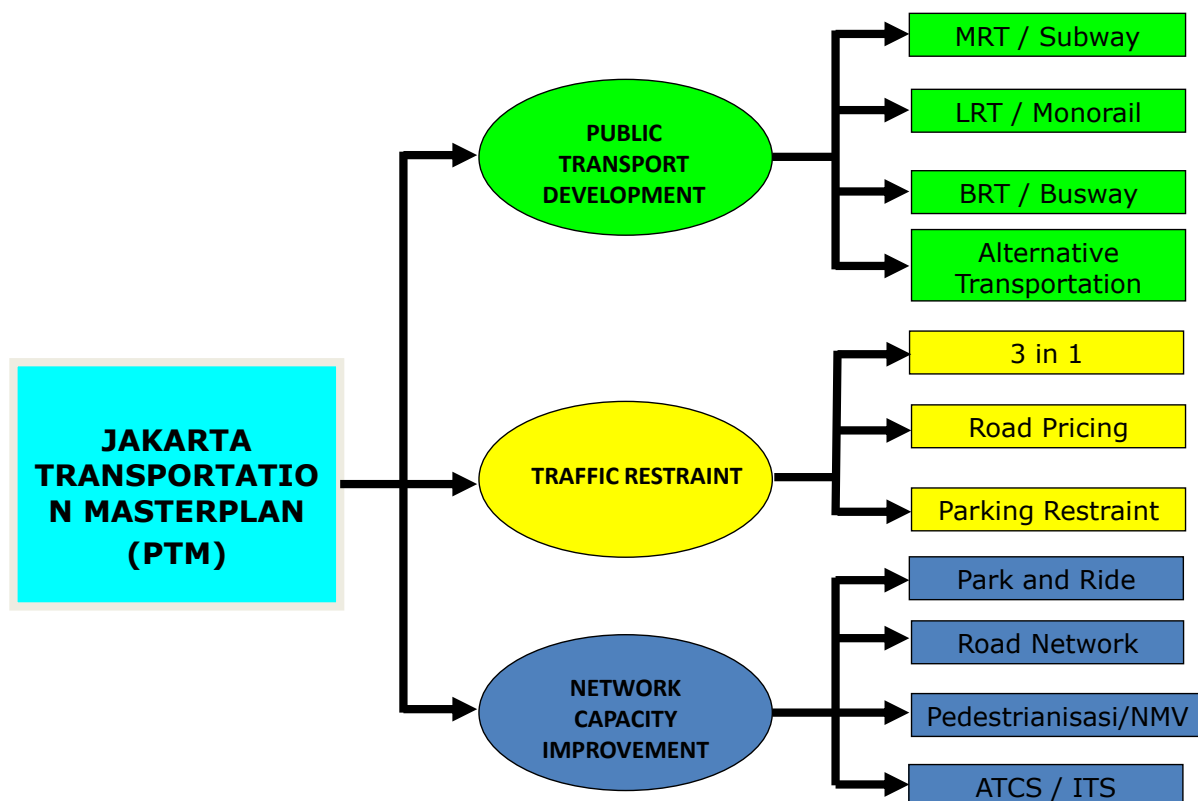 JAKARTA
TRANSPORTATIO
N MASTERPLAN
(PTM)
PUBLIC
TRANSPORT
DEVELOPMENT
MRT / Subway
LRT / Monorail
BRT / Busway
Alternative
Transportation
TRAFFIC RESTRAINT
3 in 1
Road Pricing
Parking Restraint
NETWORK
CAPACITY
IMPROVEMENT
Park and Ride
Road Network
Pedestrianisasi/NMV
ATCS / ITS